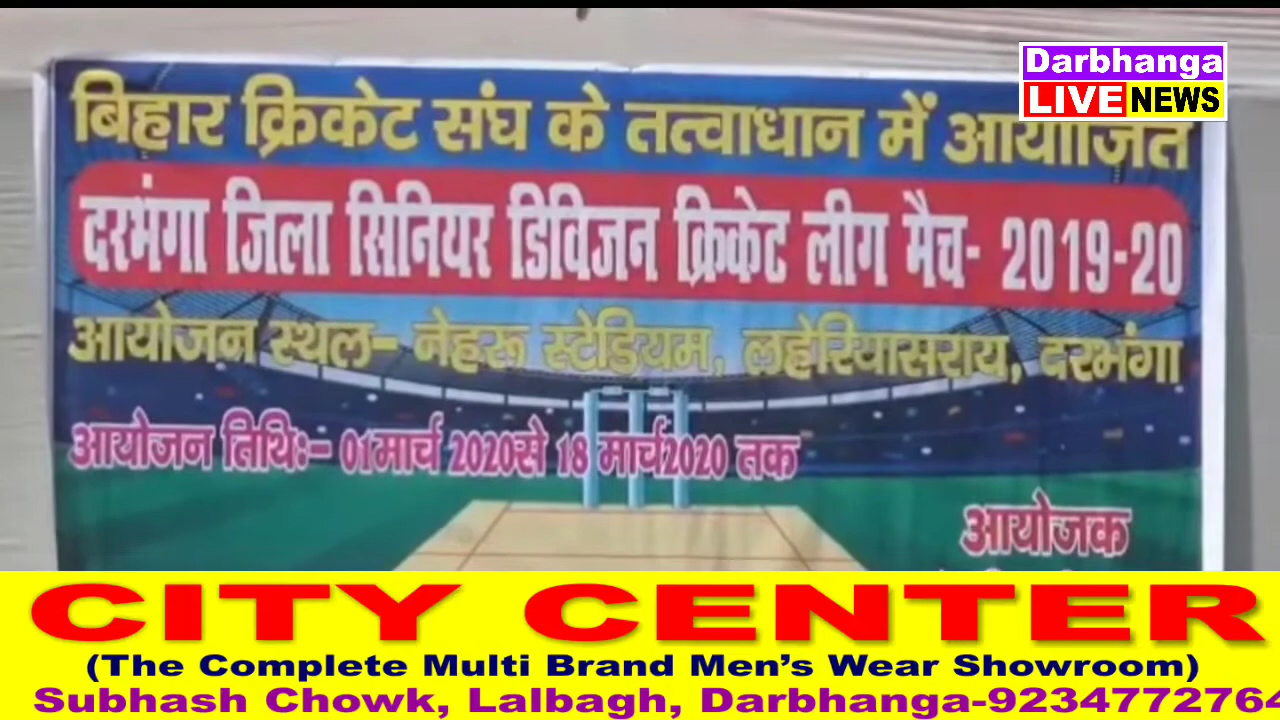 Darbhanga
LIVE NEWS
बिहार क्रिकेट संघ के तत्वाधान में आयोजित
दरभंगा जिला सिनियर डिविजन क्रिकेट लीग मैच- 2019-20
आयोजन स्थल- नेहरू स्टेडियम, लहेरियासराय, दरभंगा
आयोजन तिथिः- 01मार्च 2020से 18 मार्च2020 तक
आयोजक
CITY CENTER
(The Complete Multi Brand Men's Wear Showroom)
Subhash Chowk, Lalbagh, Darbhanga-9234772764